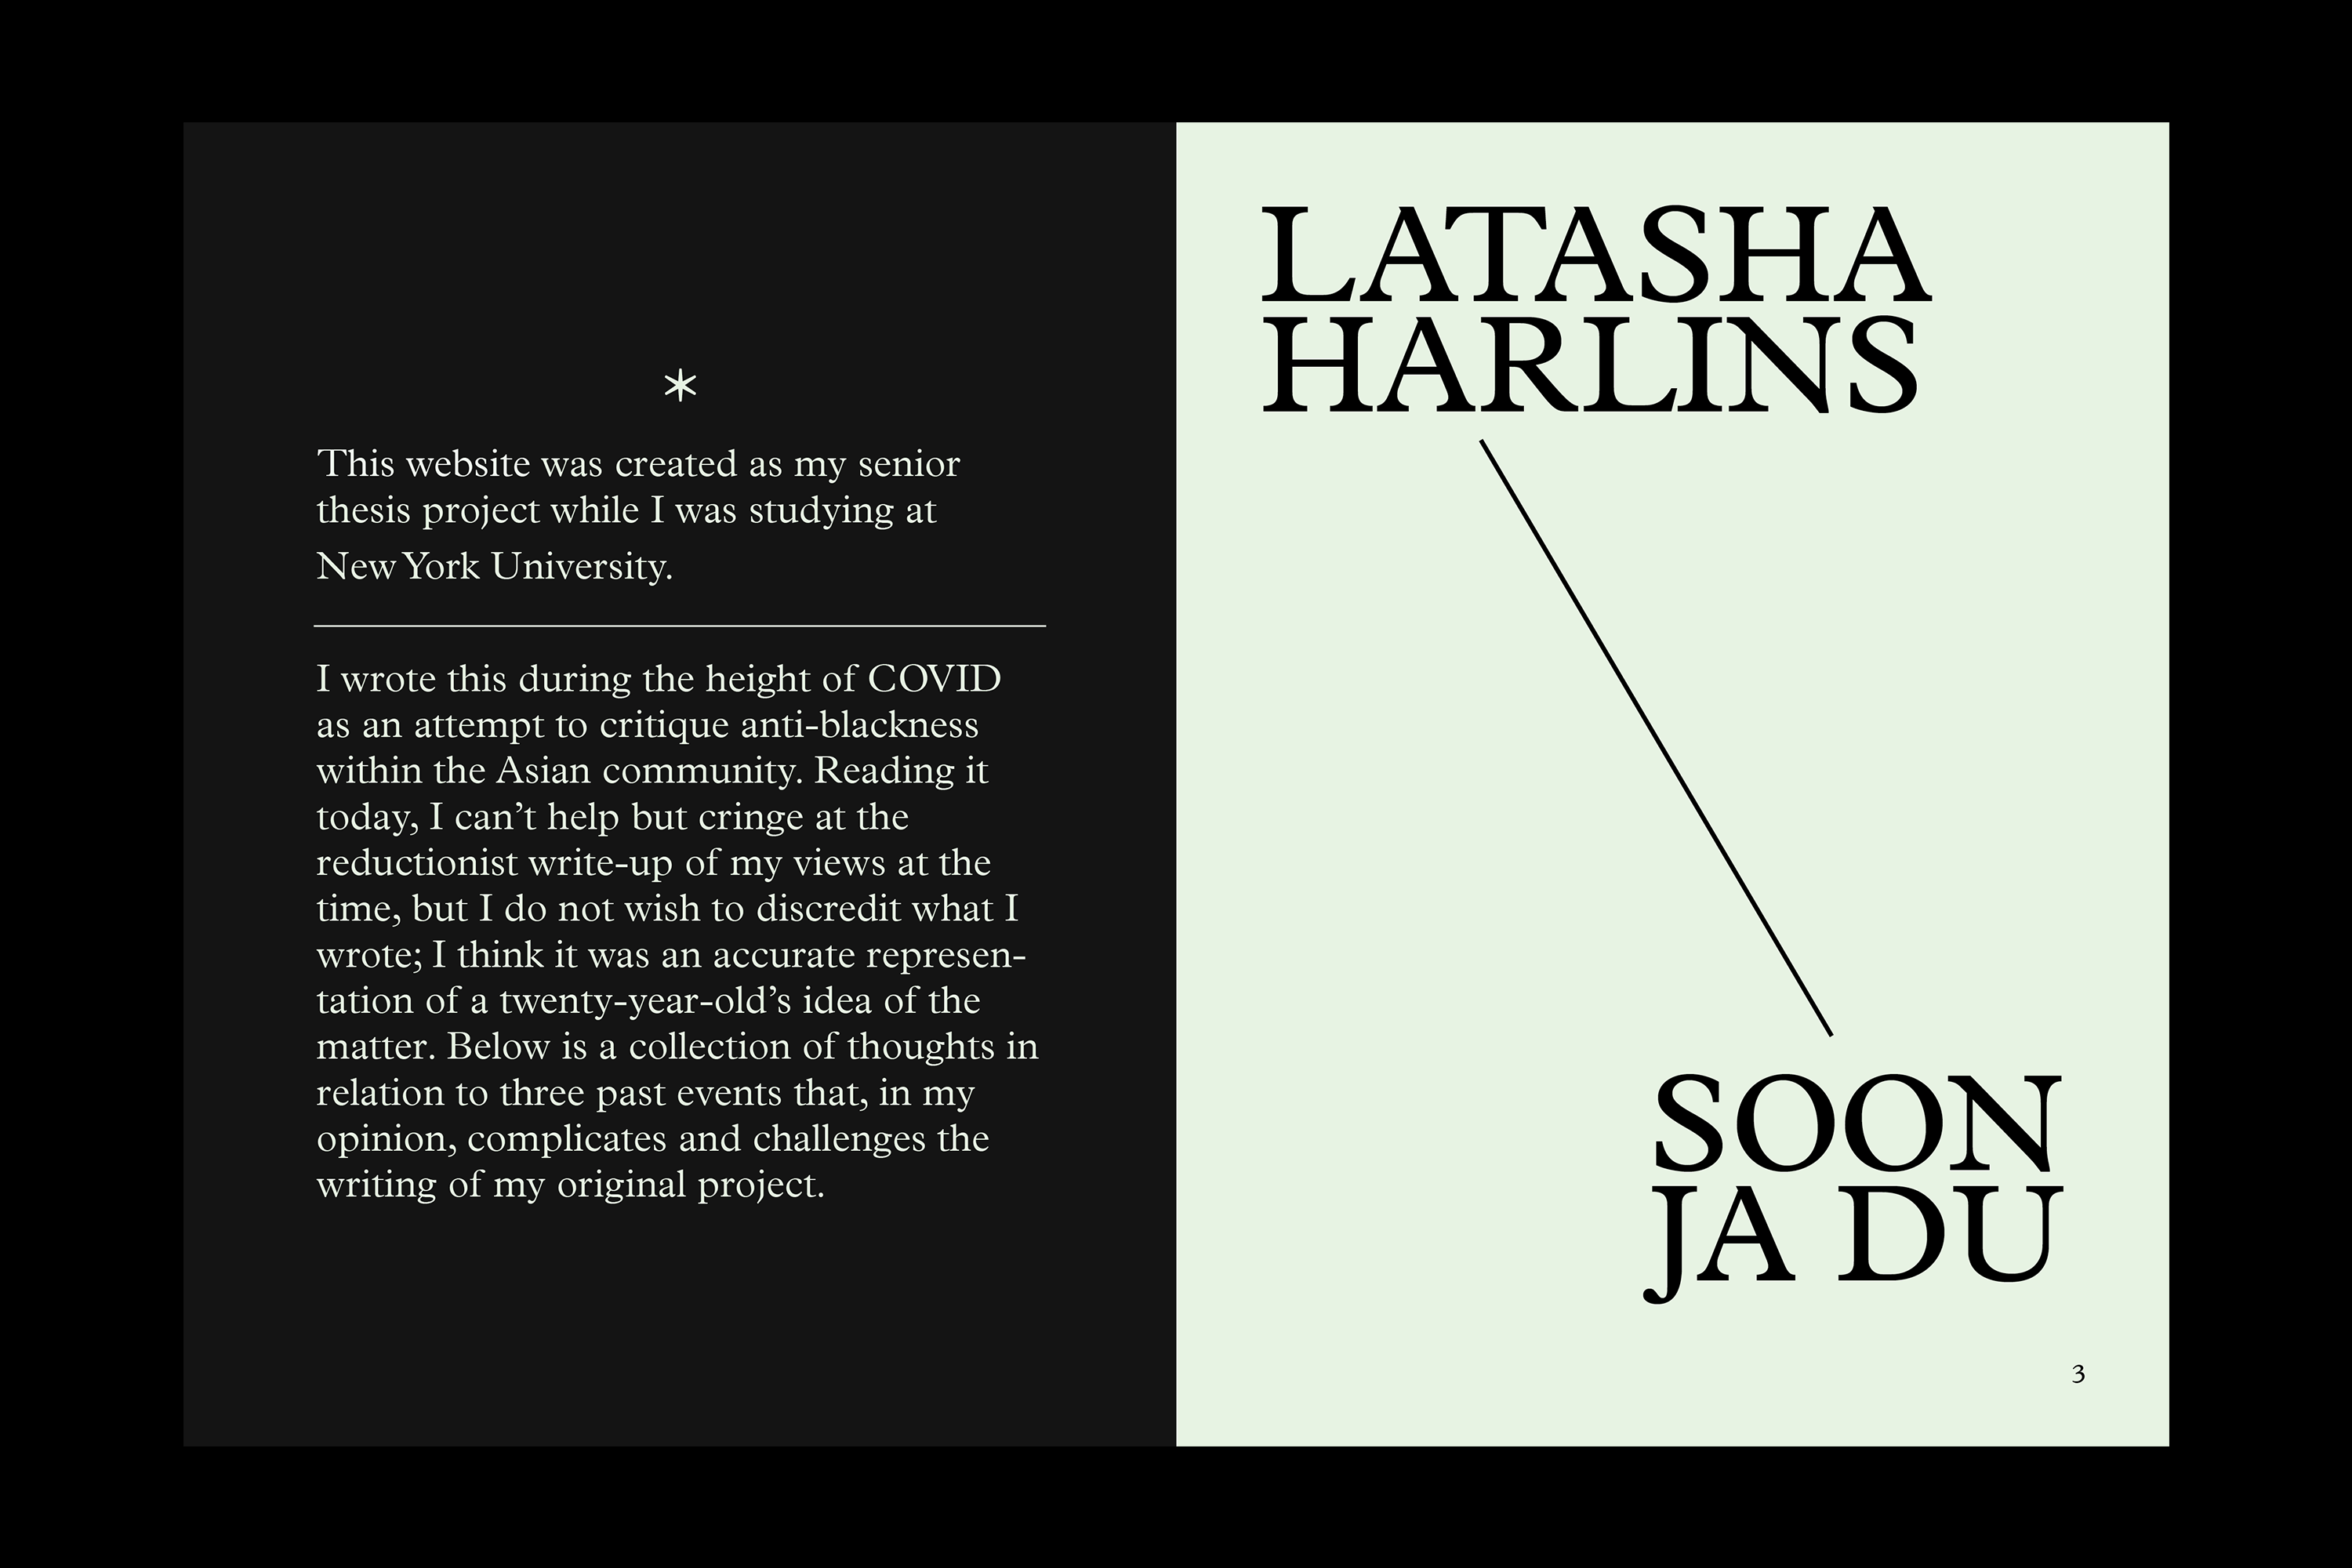 *
This website was created as my senior
thesis project while I was studying at
New York University.
I wrote this during the height of COVID
as an attempt to critique anti-blackness
within the Asian community. Reading it
today, I can’t help but cringe at the
reductionist write-up of my views at the
time, but I do not wish to discredit what I
wrote; I think it was an accurate represen-
tation of a twenty-year-old’s idea of the
matter. Below is a collection of thoughts in
relation to three past events that, in my
opinion, complicates and challenges the
writing of my original project.
LATASHA
HARLINS
SOON
JA DU
3